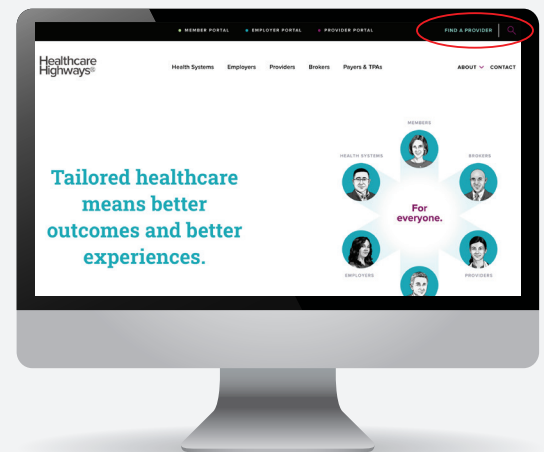 MEMBER PORTAL EMPLOYER PORTAL PROVIDER PORTAL FIND A PROVIDER
Healthcare
Highways®
Health Systems Employers Providers Brokers Payers & TPAs ABOUT CONTACT
MEMBERS
HEALTH SYSTEMS
BROKERS
Tailored healthcare
means better
outcomes and better
experiences.
For
everyone.
EMPLOYERS
PROVIDERS